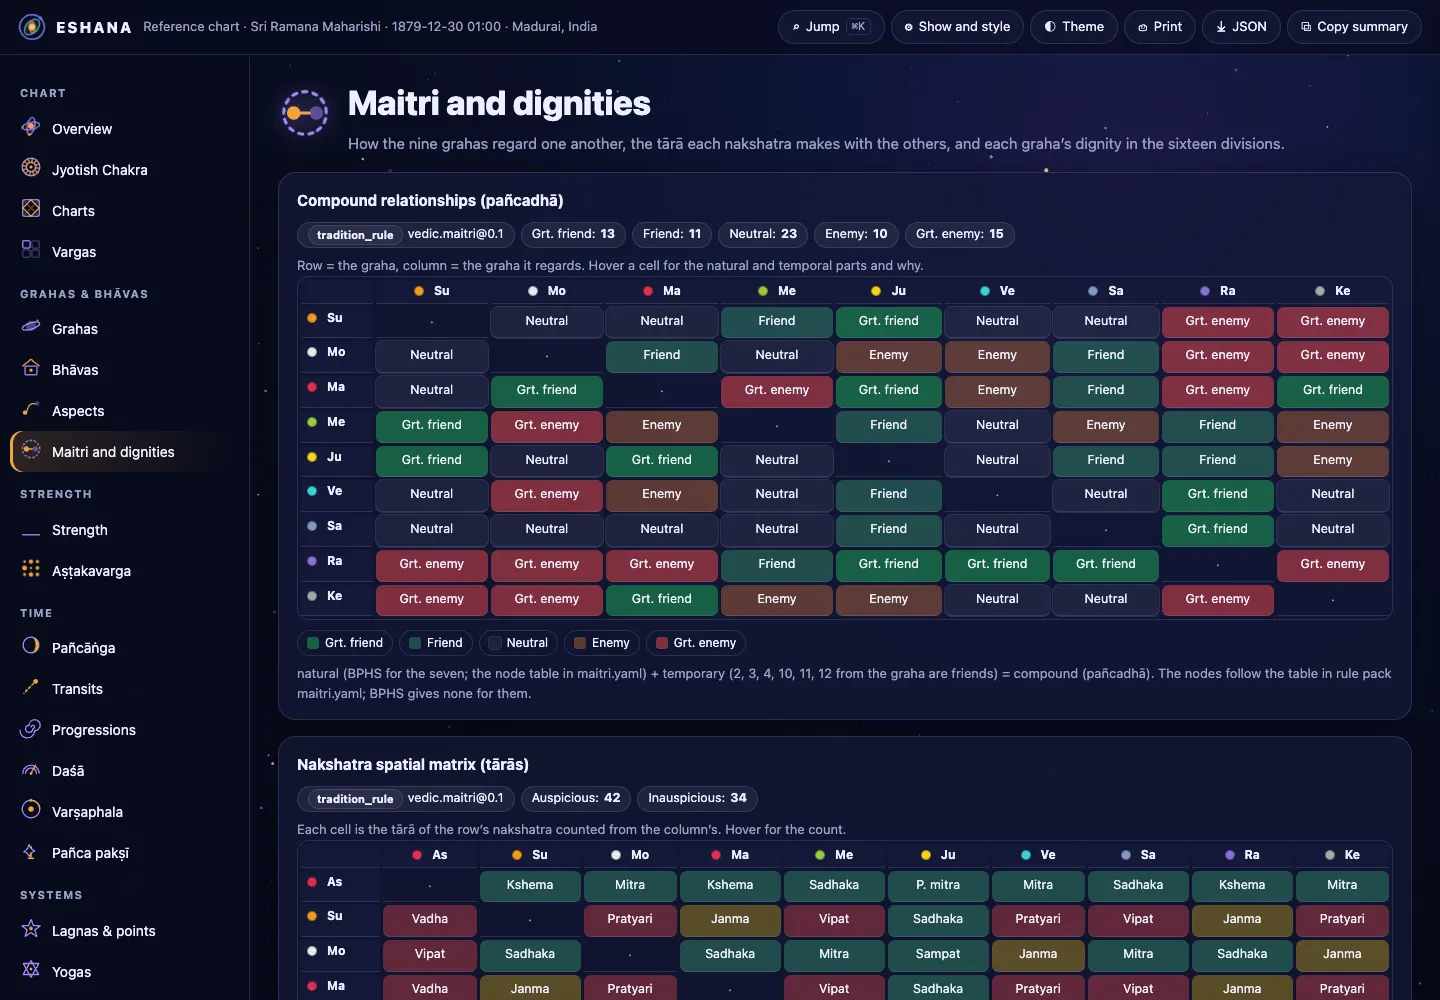 ESHANA Reference chart · Sri Ramana Maharishi · 1879-12-30 01:00 · Madurai, India
Jump ⌘K Show and style Theme Print JSON Copy summary
CHART
Overview
Jyotish Chakra
Charts
Vargas
GRAHAS & BHĀVAS
Grahas
Bhāvas
Aspects
Maitri and dignities
STRENGTH
Strength
Aṣṭakavarga
TIME
Pañcāṅga
Transits
Progressions
Daśā
Varṣaphala
Pañca pakṣī
SYSTEMS
Lagnas & points
Yogas
Maitri and dignities
How the nine grahas regard one another, the tārā each nakshatra makes with the others, and each graha’s dignity in the sixteen divisions.
Compound relationships (pañcadhā)
tradition_rule vedic.maitri@0.1 Grt. friend: 13 Friend: 11 Neutral: 23 Enemy: 10 Grt. enemy: 15
Row = the graha, column = the graha it regards. Hover a cell for the natural and temporal parts and why.
Su Mo Ma Me Ju Ve Sa Ra Ke
Su · Neutral Neutral Friend Grt. friend Neutral Neutral Grt. enemy Grt. enemy
Mo Neutral · Friend Neutral Enemy Enemy Friend Grt. enemy Grt. enemy
Ma Neutral Grt. friend · Grt. enemy Grt. friend Enemy Friend Grt. enemy Grt. friend
Me Grt. friend Grt. enemy Enemy · Friend Neutral Enemy Friend Enemy
Ju Grt. friend Neutral Grt. friend Neutral · Neutral Friend Friend Enemy
Ve Neutral Grt. enemy Enemy Neutral Friend · Neutral Grt. friend Neutral
Sa Neutral Neutral Neutral Neutral Friend Neutral · Grt. friend Neutral
Ra Grt. enemy Grt. enemy Grt. enemy Friend Grt. friend Grt. friend Grt. friend · Grt. enemy
Ke Grt. enemy Grt. enemy Grt. friend Enemy Enemy Neutral Neutral Grt. enemy ·
Grt. friend Friend Neutral Enemy Grt. enemy
natural (BPHS for the seven; the node table in maitri.yaml) + temporary (2, 3, 4, 10, 11, 12 from the graha are friends) = compound (pañcadhā). The nodes follow the table in rule pack
maitri.yaml; BPHS gives none for them.
Nakshatra spatial matrix (tārās)
tradition_rule vedic.maitri@0.1 Auspicious: 42 Inauspicious: 34
Each cell is the tārā of the row’s nakshatra counted from the column’s. Hover for the count.
As Su Mo Ma Me Ju Ve Sa Ra Ke
As · Kshema Mitra Kshema Sadhaka P. mitra Mitra Sadhaka Kshema Mitra
Su Vadha · Pratyari Janma Vipat Sadhaka Pratyari Vipat Janma Pratyari
Mo Vipat Sadhaka · Sadhaka Mitra Sampat Janma Mitra Sadhaka Janma
Ma Vadha Janma Pratyari · Vipat Sadhaka Pratyari Vipat Janma Pratyari